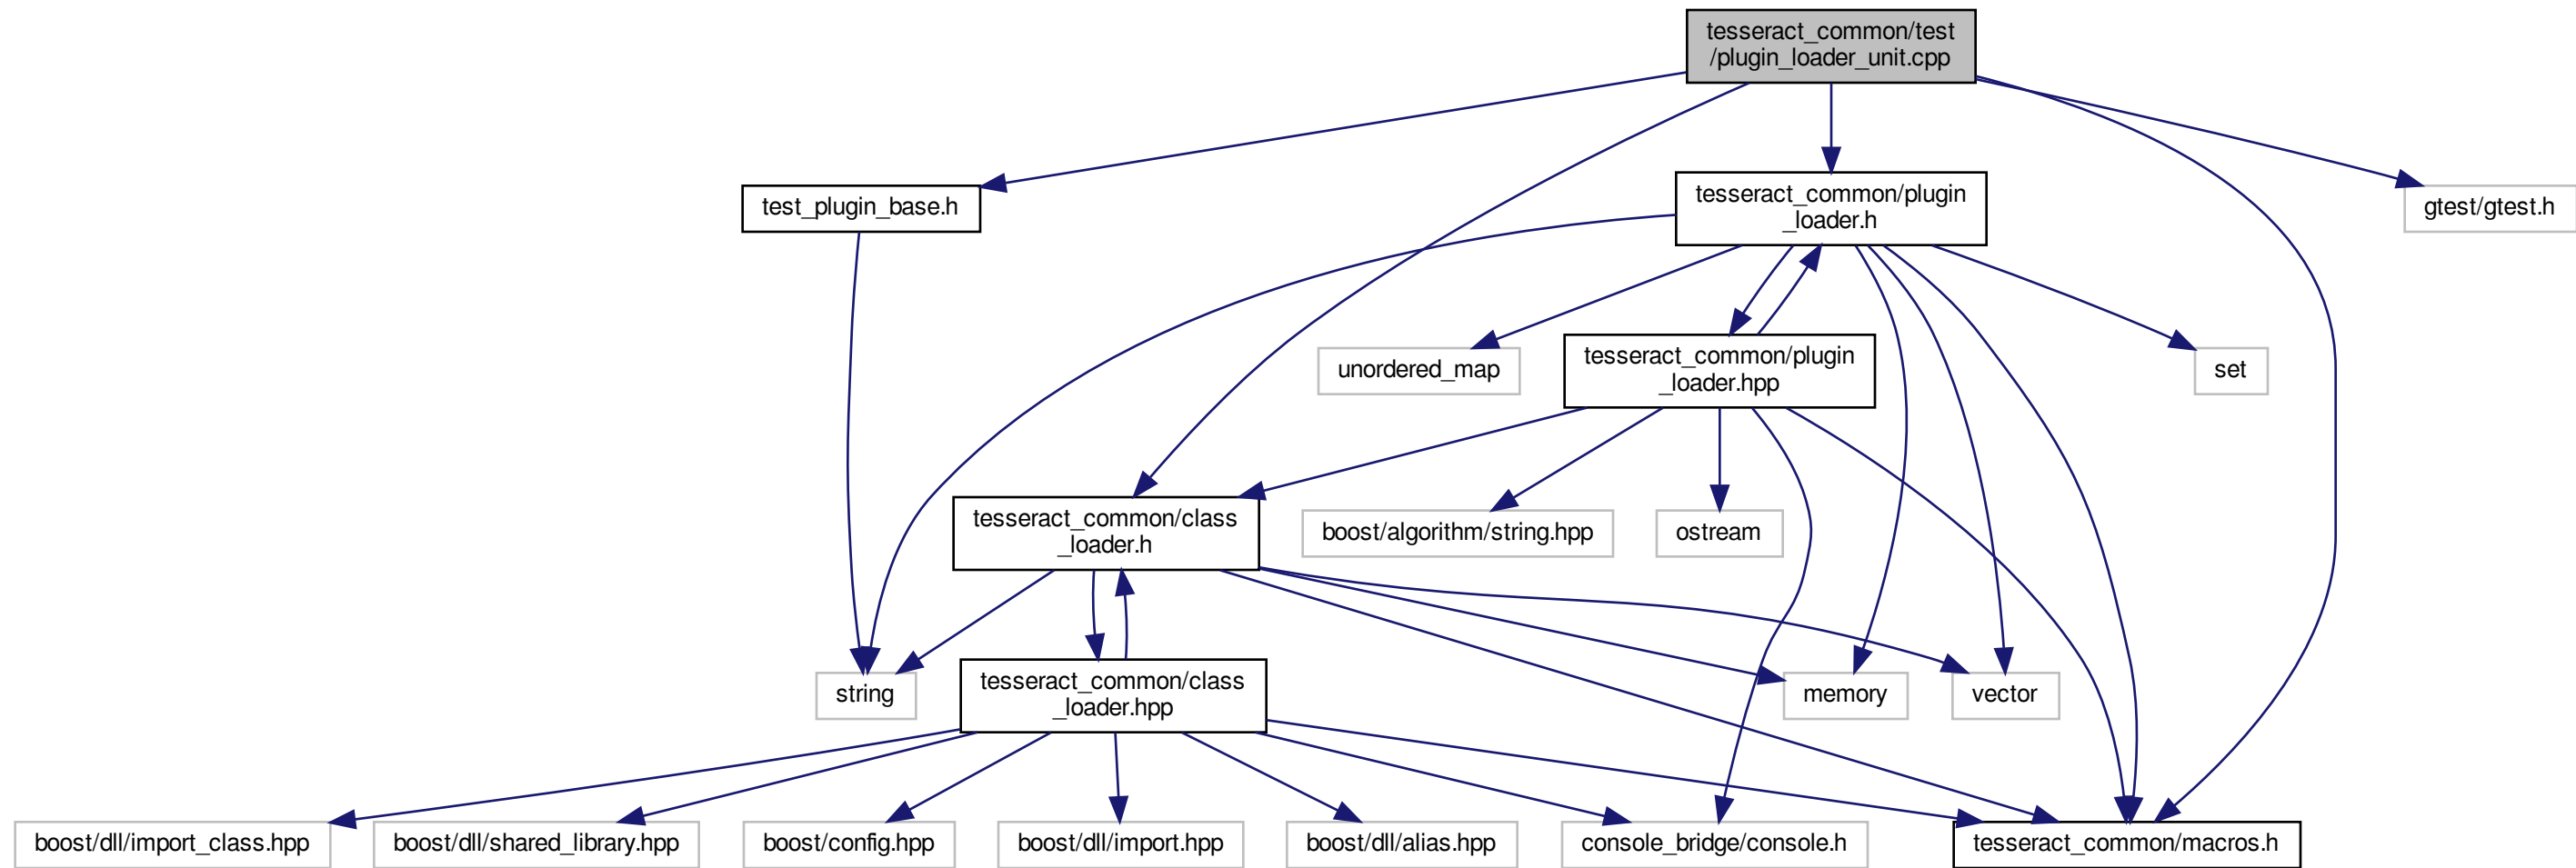 tesseract_common/test
/plugin_loader_unit.cpp
test_plugin_base.h
tesseract_common/plugin
_loader.h
gtest/gtest.h
unordered_map
tesseract_common/plugin
_loader.hpp
set
tesseract_common/class
_loader.h
boost/algorithm/string.hpp
ostream
string
tesseract_common/class
_loader.hpp
memory
vector
boost/dll/import_class.hpp
boost/dll/shared_library.hpp
boost/config.hpp
boost/dll/import.hpp
boost/dll/alias.hpp
console_bridge/console.h
tesseract_common/macros.h